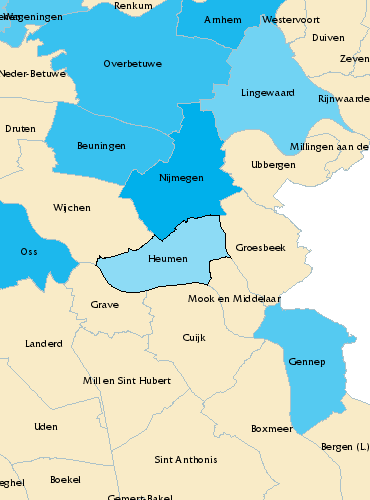 Renkum
Wageningen
Arnhem
Westervoort
Duiven
Overbetuwe
Zeven
Neder-Betuwe
Lingewaard
Rijnwaarde
Druten
Beuningen
Millingen aan de
Ubbergen
Nijmegen
Wijchen
Groesbeek
Oss
Heumen
Mook en Middelaar
Grave
Cuijk
Landerd
Gennep
Mill en Sint Hubert
Uden
Boxmeer
Bergen (L.)
Sint Anthonis
eghel
Boekel
Gemert-Bakel